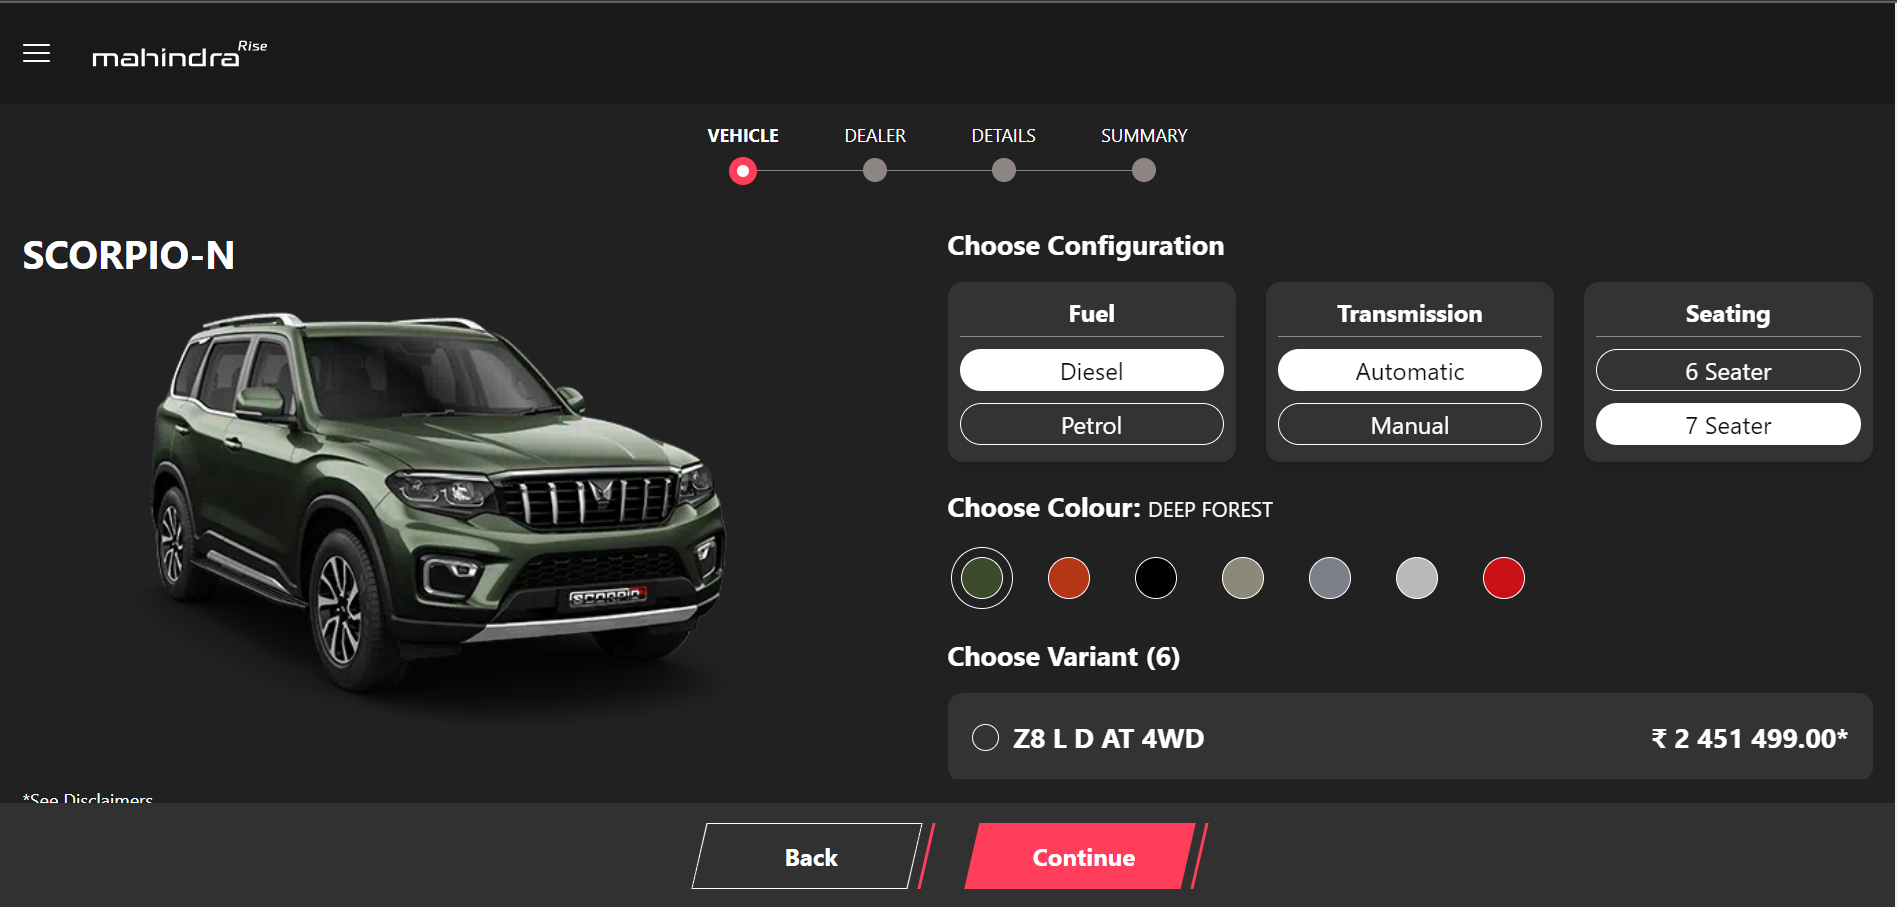 mahindra Rise
VEHICLE DEALER DETAILS SUMMARY
SCORPIO-N
Choose Configuration
Fuel
Diesel
Petrol
Transmission
Automatic
Manual
Seating
6 Seater
7 Seater
Choose Colour: DEEP FOREST
SCORPIO
Choose Variant (6)
Z8 L D AT 4WD ₹ 2 451 499.00*
*See Disclaimers
Back
Continue